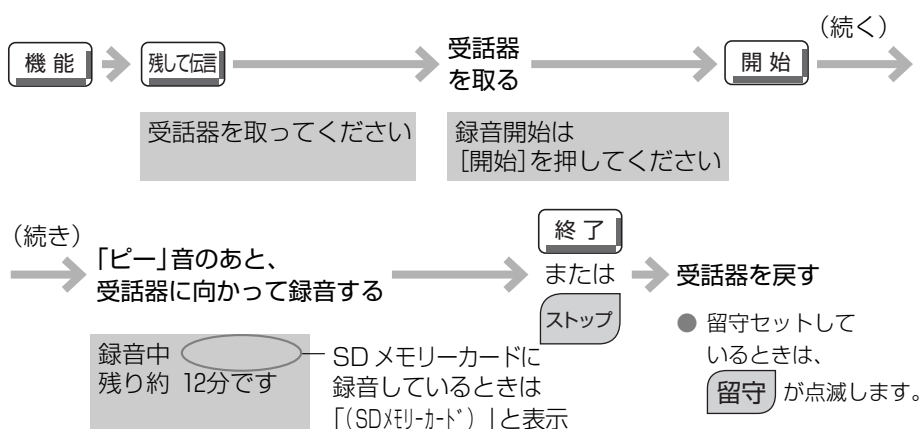 (続く)
機 能
残して伝言
受話器
を取る
開 始
受話器を取ってください
録音開始は
[開始]を押してください
(続き)
「ピー」音のあと、
受話器に向かって録音する
終 了
または
ストップ
受話器を戻す
録音中
残り約 12分です
SD メモリーカードに
録音しているときは
「(SDﾒﾓﾘｰｶｰﾄﾞ) 」と表示
● 留守セットして
いるときは、
留守 が点滅します。